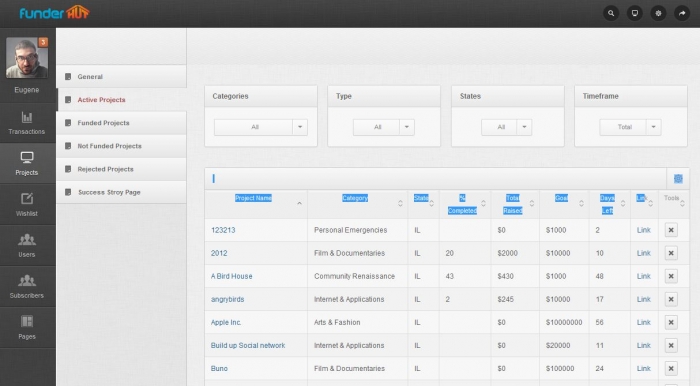 funder HUT
3
Eugene
Transactions
Projects
Wishlist
Users
Subscribers
Pages
General
Active Projects
Funded Projects
Not Funded Projects
Rejected Projects
Success Stroy Page
Categories Type States Timeframe
All All All Total
Project Name Category State % Completed Total Raised Goal Days Left Link Tools
123213 Personal Emergencies IL $0 $1000 2 Link
2012 Film & Documentaries IL 20 $2000 $10000 10 Link
A Bird House Community Renaissance IL 43 $430 $1000 48 Link
angrybirds Internet & Applications IL 2 $245 $10000 17 Link
Apple Inc. Arts & Fashion IL $0 $10000000 56 Link
Build up Social network Internet & Applications IL $0 $20000 11 Link
Buno Film & Documentaries IL $0 $100000 24 Link